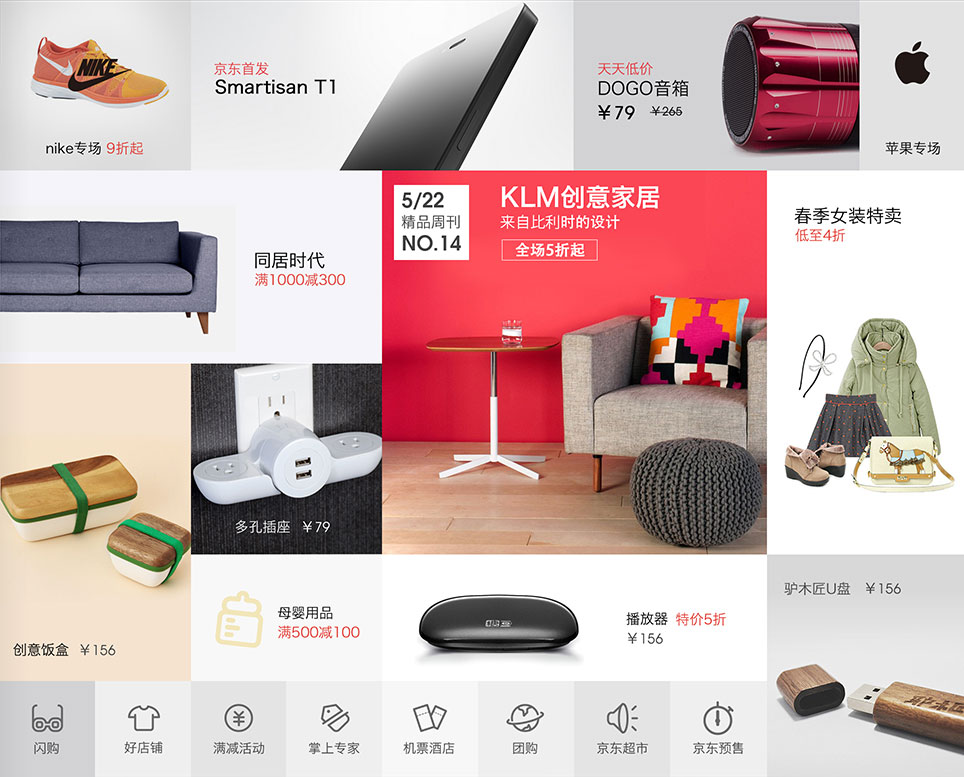 NIKE
nike专场 9折起
京东首发
Smartisan T1
天天低价
DOGO音箱
￥79 ￥265
苹果专场
同居时代
满1000减300
5/22
精品周刊
NO.14
KLM创意家居
来自比利时的设计
全场5折起
春季女装特卖
低至4折
创意饭盒 ￥156
多孔插座 ￥79
母婴用品
满500减100
播放器 特价5折
￥156
驴木匠U盘 ￥156
闪购
好店铺
满减活动
掌上专家
机票酒店
团购
京东超市
京东预售